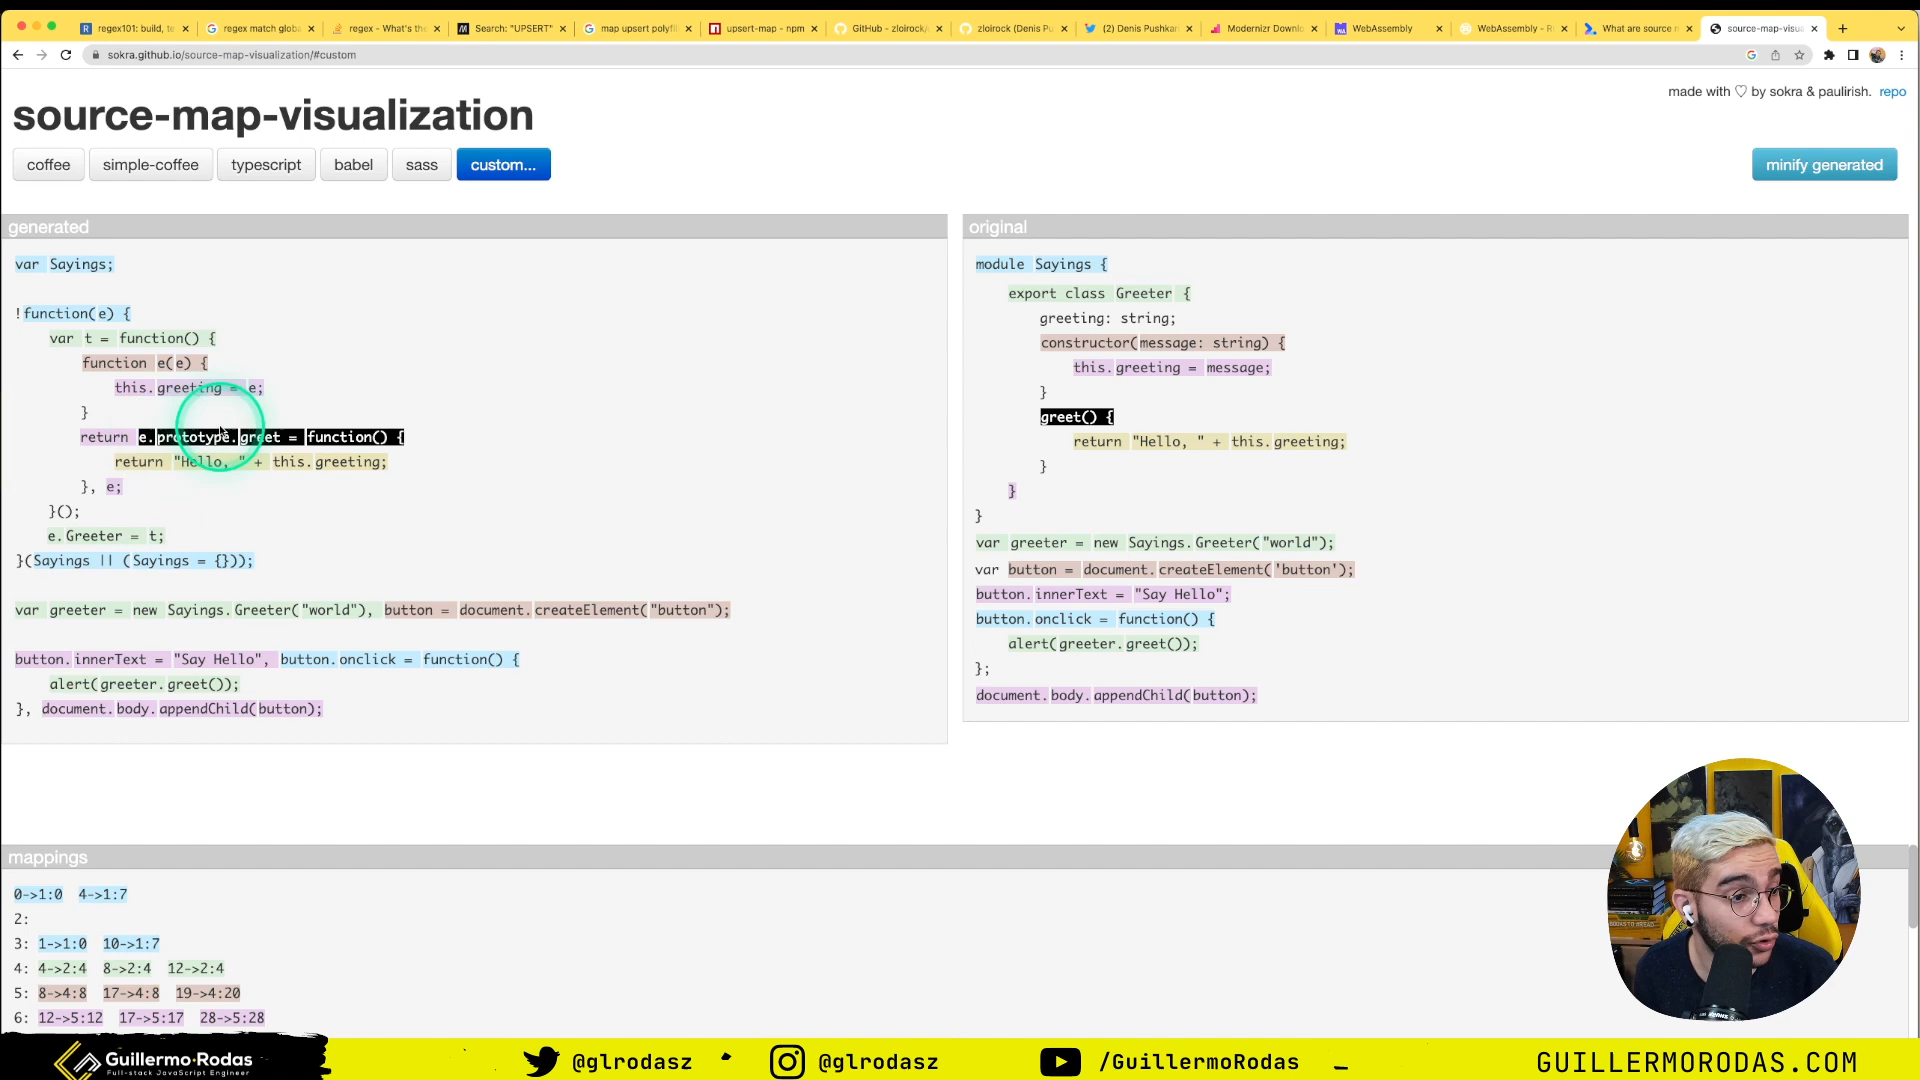 regex101: build, te
regex match globa
regex - What's the
Search: "UPSERT"
map upsert polyfil
upsert-map - npm
GitHub - zloirock/
zloirock (Denis Pu
(2) Denis Pushkar
Modernizr Downlo
WebAssembly
WebAssembly - R
What are source m
source-map-visua
sokra.github.io/source-map-visualization/#custom
made with ♡ by sokra & paulirish. repo
source-map-visualization
coffee
simple-coffee
typescript
babel
sass
custom...
minify generated
generated
var Sayings;
!function(e) {
var t = function() {
function e(e) {
this.greeting = e;
}
return e.prototype.greet = function() {
return "Hello, " + this.greeting;
}, e;
}();
e.Greeter = t;
}(Sayings || (Sayings = {}));
var greeter = new Sayings.Greeter("world"), button = document.createElement("button");
button.innerText = "Say Hello", button.onclick = function() {
alert(greeter.greet());
}, document.body.appendChild(button);
original
module Sayings {
export class Greeter {
greeting: string;
constructor(message: string) {
this.greeting = message;
}
greet() {
return "Hello, " + this.greeting;
}
}
}
var greeter = new Sayings.Greeter("world");
var button = document.createElement('button');
button.innerText = "Say Hello";
button.onclick = function() {
alert(greeter.greet());
};
document.body.appendChild(button);
mappings
0->1:0 4->1:7
2:
3: 1->1:0 10->1:7
4: 4->2:4 8->2:4 12->2:4
5: 8->4:8 17->4:8 19->4:20
6: 12->5:12 17->5:17 28->5:28
Guillermo·Rodas
Full-stack JavaScript Engineer
@glrodasz
@glrodasz
/GuillermoRodas
GUILLERMORODAS.COM